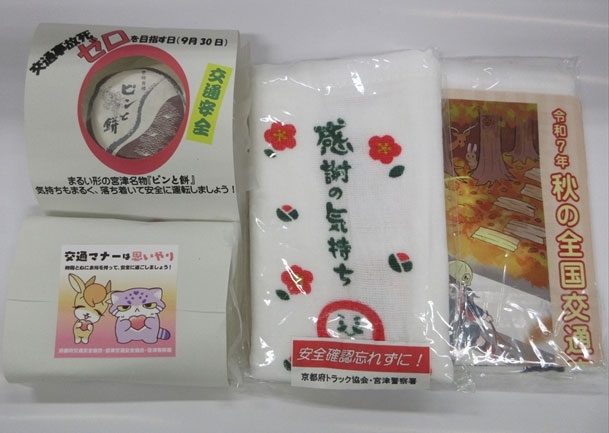 交通事故死ゼロを目指す日(9月30日)
ピンと餅
交通安全
まるい形の宮津名物『ピンと餅』
気持ちもまるく、落ち着いて安全に運転しましょう!
交通マナーは思いやり
感謝の気持ち
安全確認忘れずに!
京都府トラック協会・宮津警察署
令和7年 秋の全国交通